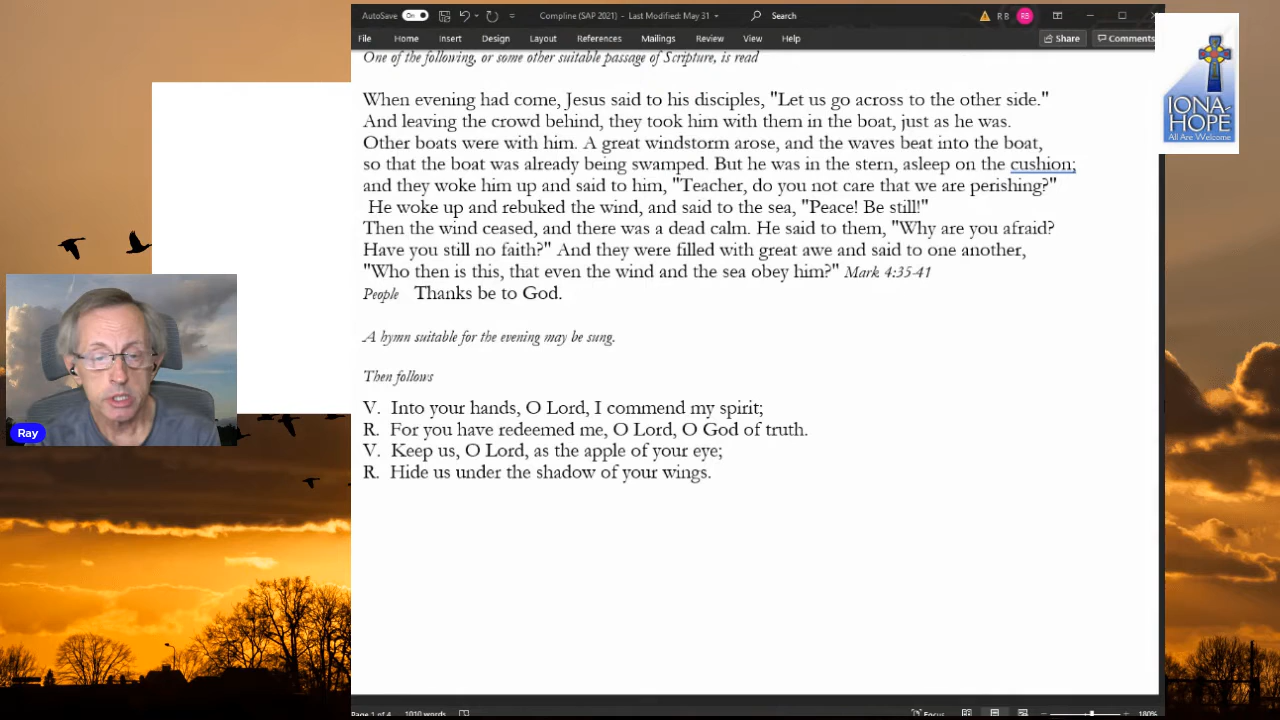 AutoSave On Compline (SAP 2021) - Last Modified: May 31 Search R B RS
File Home Insert Design Layout References Mailings Review View Help Share Comments
One of the following, or some other suitable passage of Scripture, is read
When evening had come, Jesus said to his disciples, "Let us go across to the other side."
And leaving the crowd behind, they took him with them in the boat, just as he was.
Other boats were with him. A great windstorm arose, and the waves beat into the boat,
so that the boat was already being swamped. But he was in the stern, asleep on the cushion;
and they woke him up and said to him, "Teacher, do you not care that we are perishing?"
He woke up and rebuked the wind, and said to the sea, "Peace! Be still!"
Then the wind ceased, and there was a dead calm. He said to them, "Why are you afraid?
Have you still no faith?" And they were filled with great awe and said to one another,
"Who then is this, that even the wind and the sea obey him?" Mark 4:35-41
People Thanks be to God.
A hymn suitable for the evening may be sung.
Then follows
V. Into your hands, O Lord, I commend my spirit;
R. For you have redeemed me, O Lord, O God of truth.
V. Keep us, O Lord, as the apple of your eye;
R. Hide us under the shadow of your wings.
Page 1 of 4 1010 words Focus 180%
Ray
IONA-
HOPE
All Are Welcome